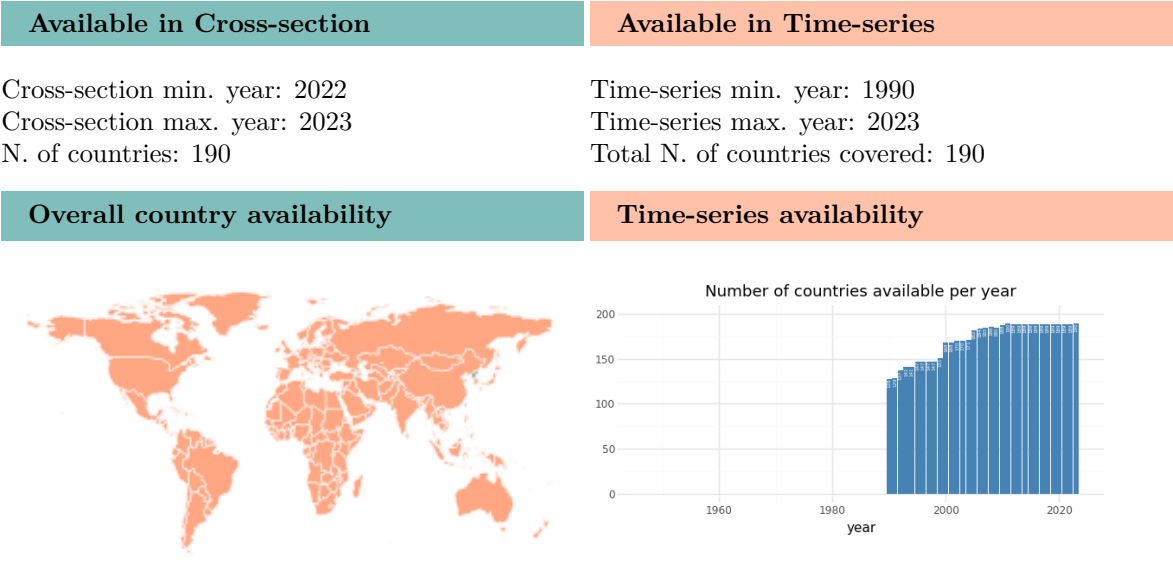 Available in Cross-section
Available in Time-series
Cross-section min. year: 2022
Cross-section max. year: 2023
N. of countries: 190
Time-series min. year: 1990
Time-series max. year: 2023
Total N. of countries covered: 190
Overall country availability
Time-series availability
Number of countries available per year
200
150
100
50
0
1960
1980
2000
2020
year